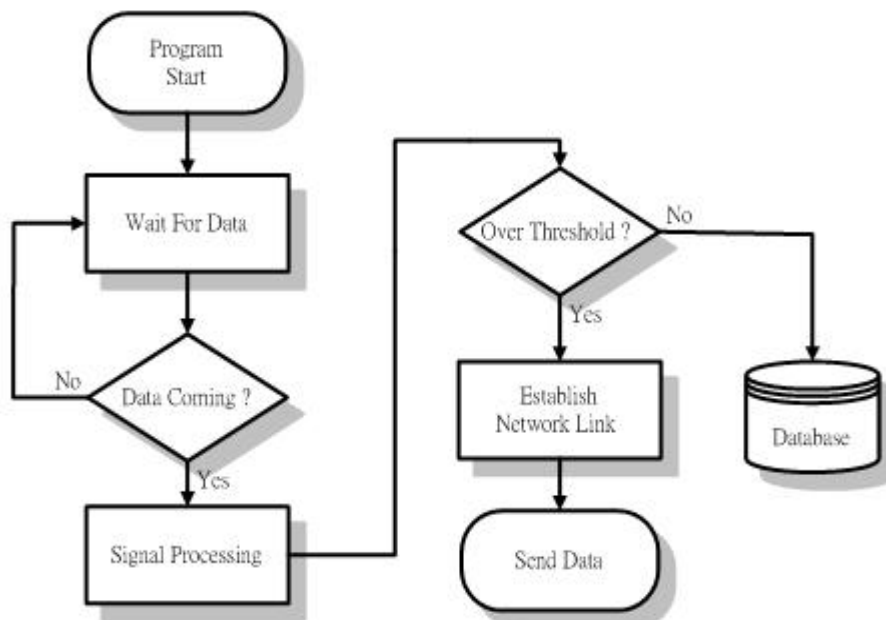 Program
Start
Wait For Data
No
Data Coming ?
Yes
Signal Processing
Over Threshold ?
No
Yes
Establish
Network Link
Database
Send Data